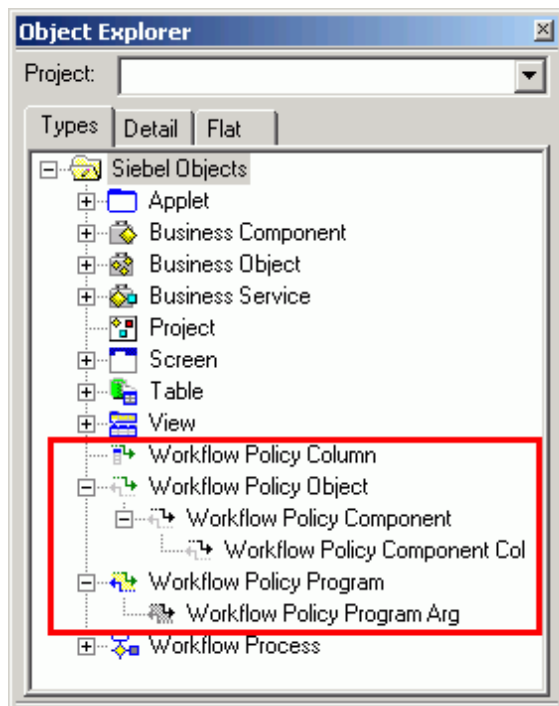 Object Explorer
Project:
Types Detail Flat
Siebel Objects
Applet
Business Component
Business Object
Business Service
Project
Screen
Table
View
Workflow Policy Column
Workflow Policy Object
Workflow Policy Component
Workflow Policy Component Col
Workflow Policy Program
Workflow Policy Program Arg
Workflow Process